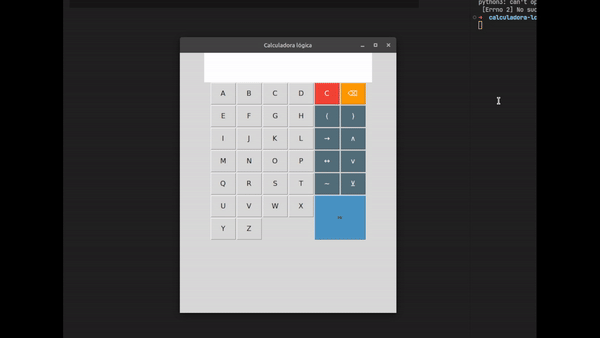 python3: can't op
[Errno 2] No suc
calculadora-lo
Calculadora lógica
A B C D C ⌫
E F G H ( )
I J K L → ∧
M N O P ↔ ∨
Q R S T ~ ⊻
U V W X =
Y Z